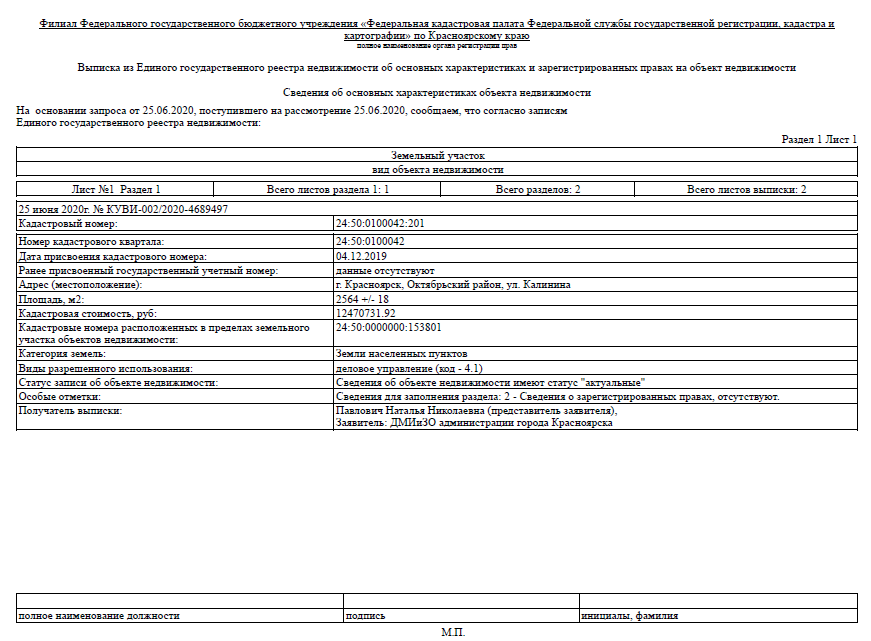 Филиал Федерального государственного бюджетного учреждения «Федеральная кадастровая палата Федеральной службы государственной регистрации, кадастра и
картографии» по Красноярскому краю
полное наименование органа регистрации прав
Выписка из Единого государственного реестра недвижимости об основных характеристиках и зарегистрированных правах на объект недвижимости
Сведения об основных характеристиках объекта недвижимости
На основании запроса от 25.06.2020, поступившего на рассмотрение 25.06.2020, сообщаем, что согласно записям
Единого государственного реестра недвижимости:
Раздел 1 Лист 1
Земельный участок
вид объекта недвижимости
Лист №1 Раздел 1 Всего листов раздела 1: 1 Всего разделов: 2 Всего листов выписки: 2
25 июня 2020г. № КУВИ-002/2020-4689497
Кадастровый номер: 24:50:0100042:201
Номер кадастрового квартала: 24:50:0100042
Дата присвоения кадастрового номера: 04.12.2019
Ранее присвоенный государственный учетный номер: данные отсутствуют
Адрес (местоположение): г. Красноярск, Октябрьский район, ул. Калинина
Площадь, м2: 2564 +/- 18
Кадастровая стоимость, руб: 12470731.92
Кадастровые номера расположенных в пределах земельного 24:50:0000000:153801
участка объектов недвижимости:
Категория земель: Земли населенных пунктов
Виды разрешенного использования: деловое управление (код - 4.1)
Статус записи об объекте недвижимости: Сведения об объекте недвижимости имеют статус "актуальные"
Особые отметки: Сведения для заполнения раздела: 2 - Сведения о зарегистрированных правах, отсутствуют.
Получатель выписки: Павлович Наталья Николаевна (представитель заявителя),
Заявитель: ДМИиЗО администрации города Красноярска
полное наименование должности подпись инициалы, фамилия
М.П.